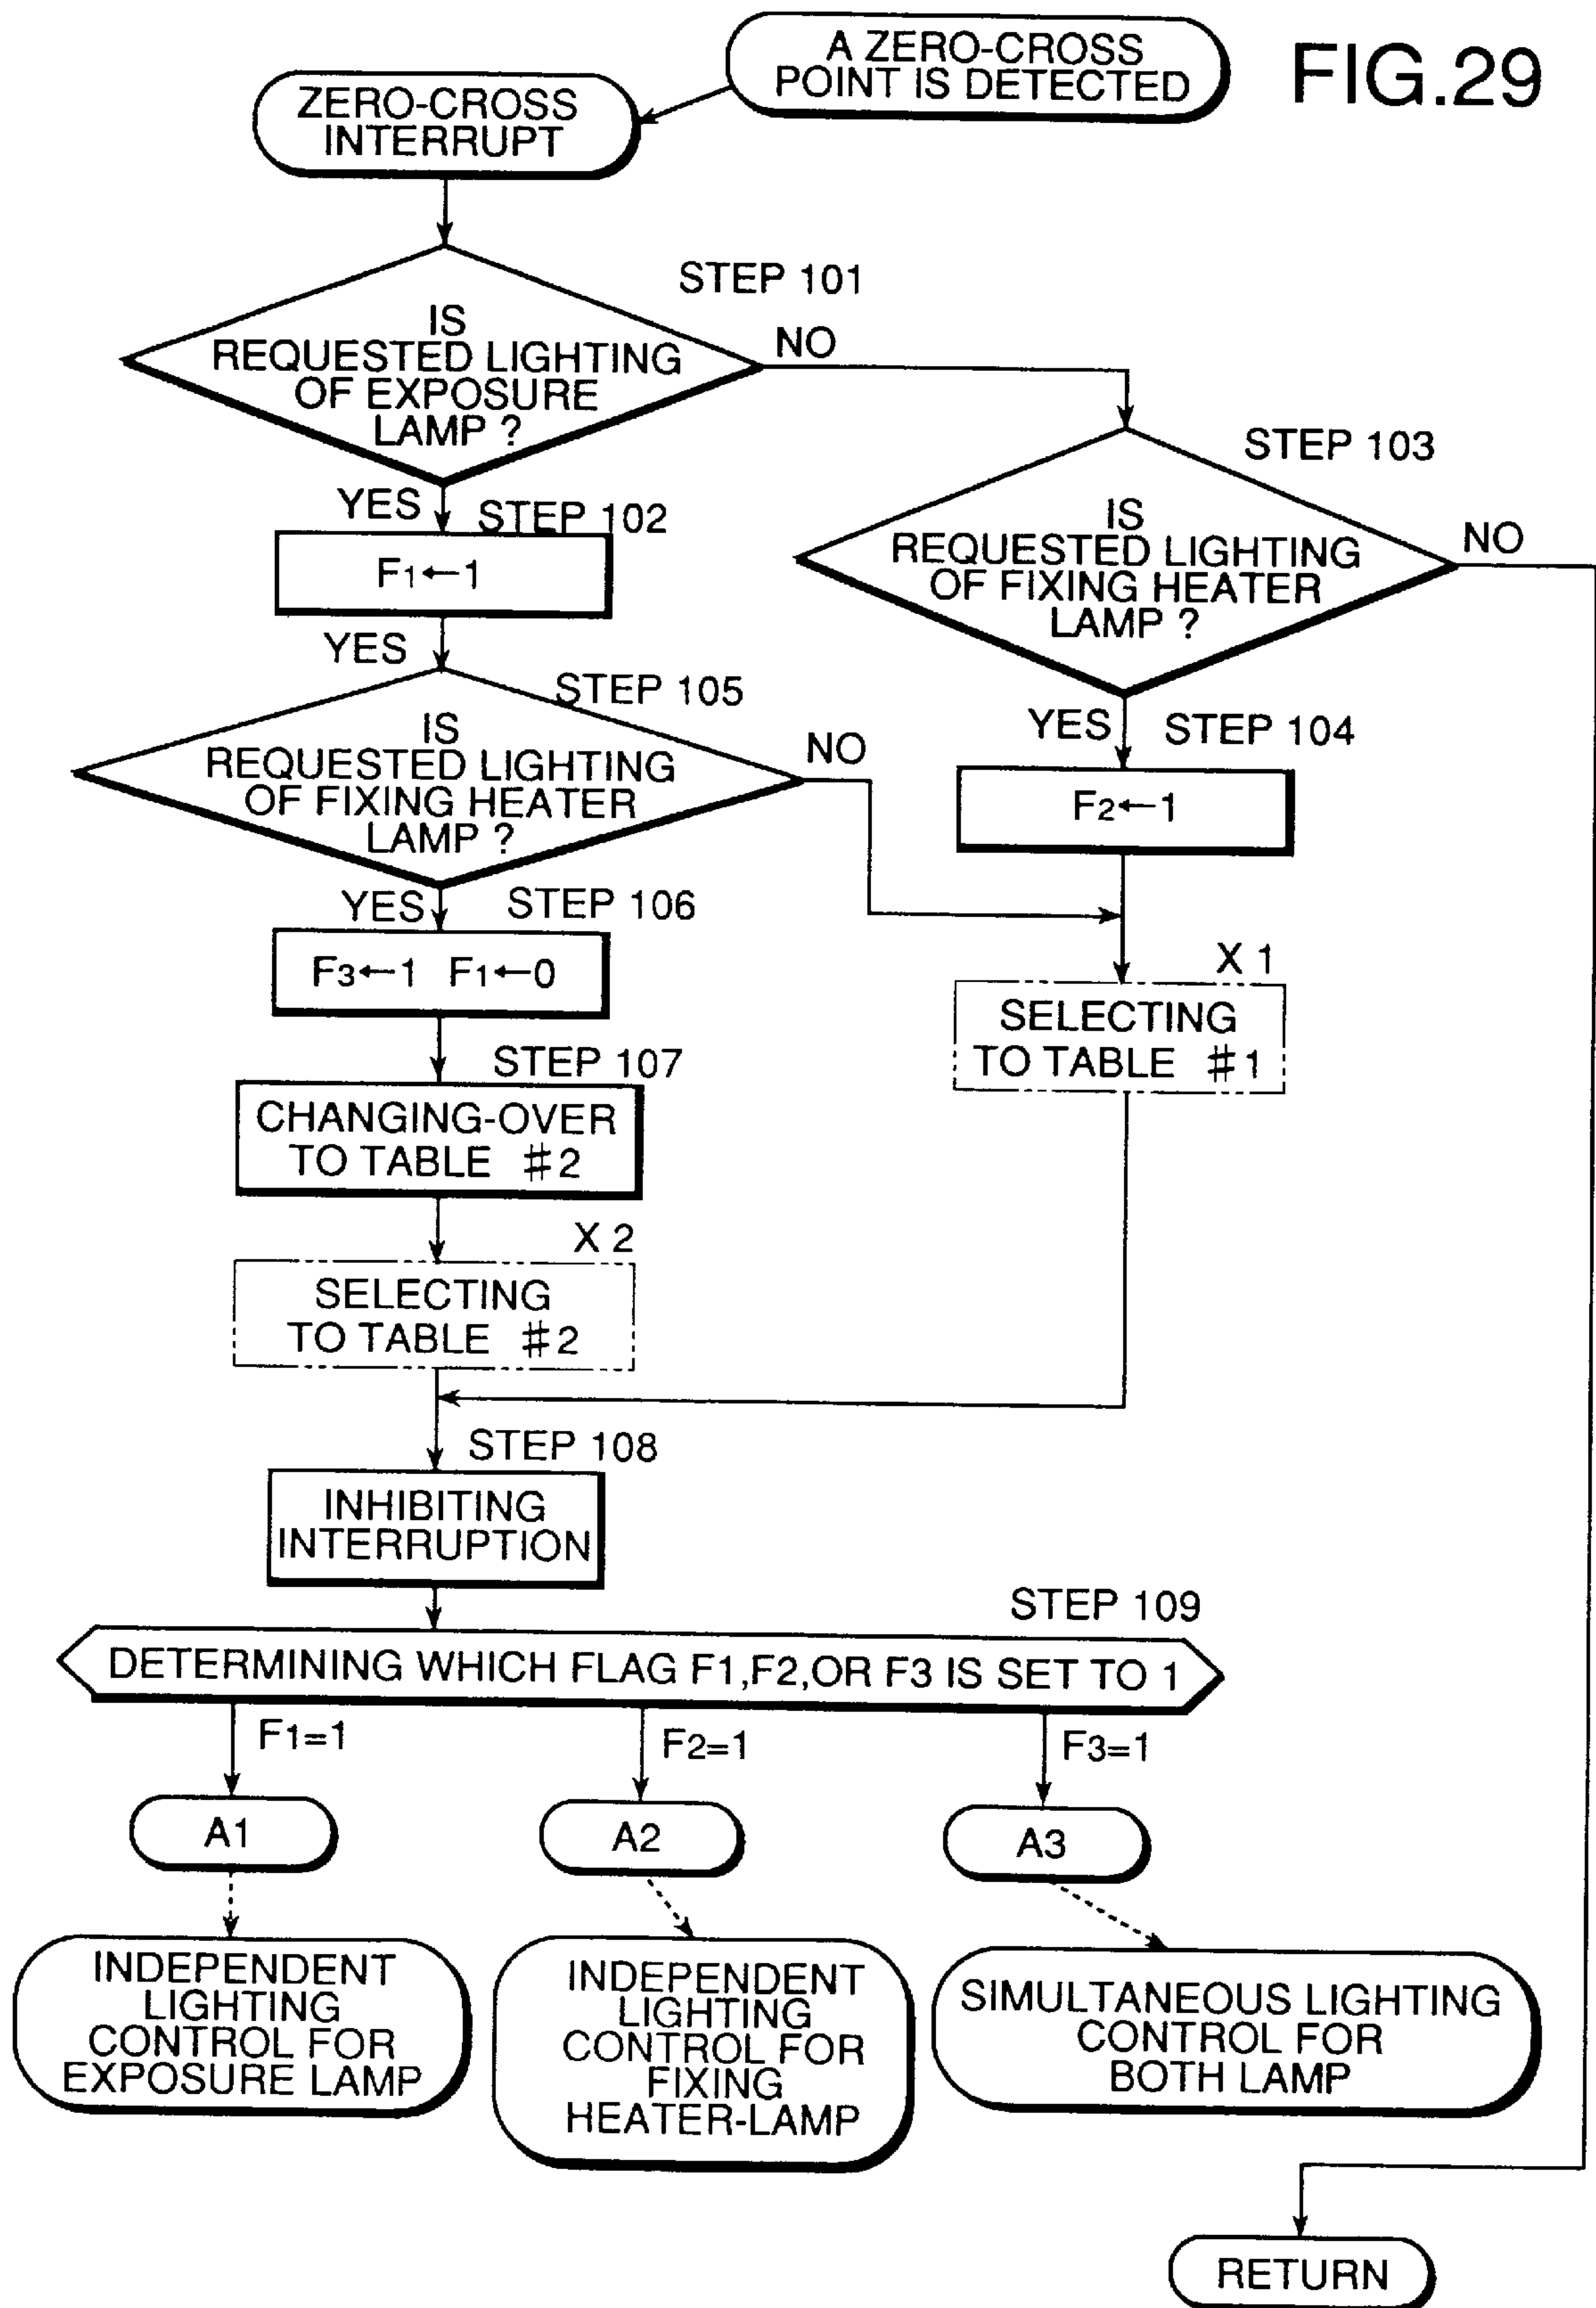 A ZERO-CROSS
POINT IS DETECTED
FIG.29
ZERO-CROSS
INTERRUPT
STEP 101
IS
REQUESTED LIGHTING
OF EXPOSURE
LAMP ?
NO
STEP 103
IS
REQUESTED LIGHTING
OF FIXING HEATER
LAMP ?
NO
YES
STEP 102
F1←1
YES
STEP 105
IS
REQUESTED LIGHTING
OF FIXING HEATER
LAMP ?
NO
YES
STEP 104
F2←1
YES
STEP 106
F3←1 F1←0
X 1
SELECTING
TO TABLE #1
STEP 107
CHANGING-OVER
TO TABLE #2
X 2
SELECTING
TO TABLE #2
STEP 108
INHIBITING
INTERRUPTION
STEP 109
DETERMINING WHICH FLAG F1,F2,OR F3 IS SET TO 1
F1=1
F2=1
F3=1
A1
A2
A3
INDEPENDENT
LIGHTING
CONTROL FOR
EXPOSURE LAMP
INDEPENDENT
LIGHTING
CONTROL FOR
FIXING
HEATER-LAMP
SIMULTANEOUS LIGHTING
CONTROL FOR
BOTH LAMP
RETURN